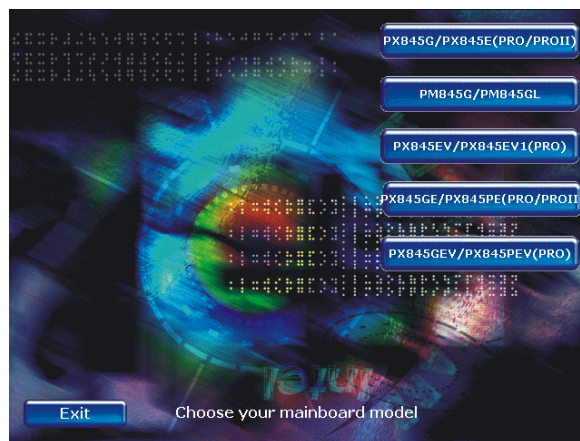 PX845G/PX845E(PRO/PROII)
PM845G/PM845GL
PX845EV/PX845EV1(PRO)
PX845GE/PX845PE(PRO/PROII
PX845GEV/PX845PEV(PRO)
intel
Exit
Choose your mainboard model